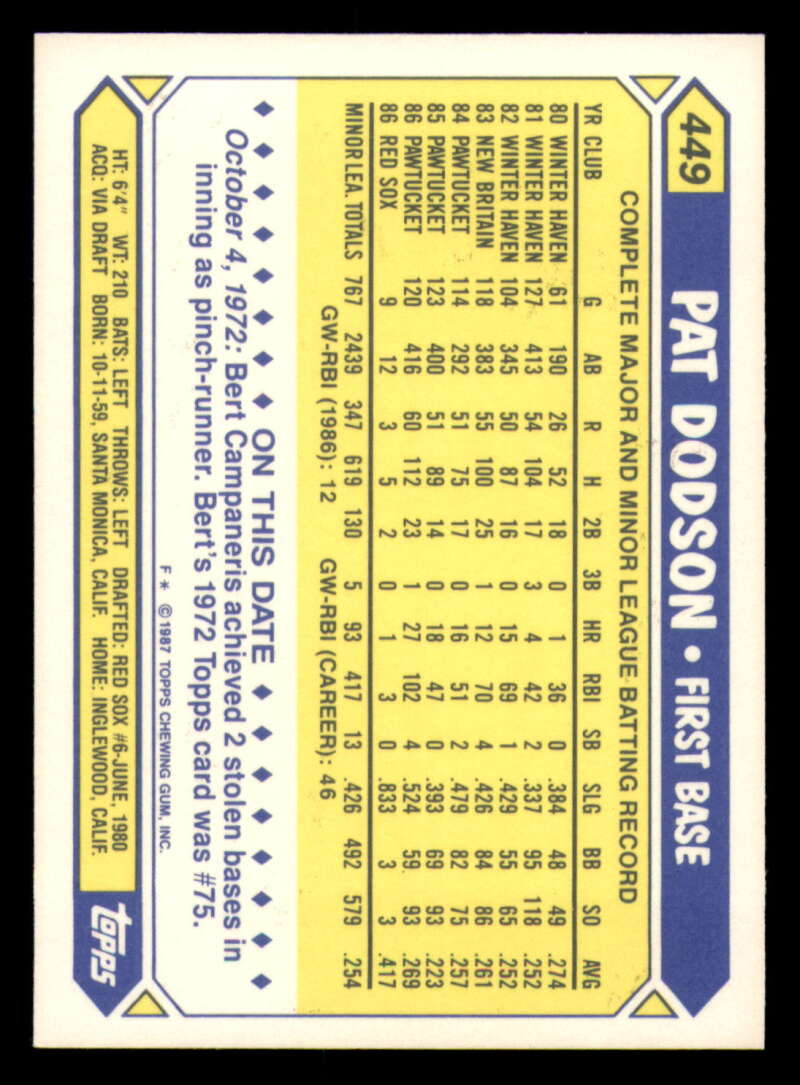 449
PAT DODSON • FIRST BASE
COMPLETE MAJOR AND MINOR LEAGUE BATTING RECORD
YR CLUB G AB R H 2B 3B HR RBI SB SLG BB SO AVG
80 WINTER HAVEN 61 190 26 52 18 0 1 36 0 .384 48 49 .274
81 WINTER HAVEN 127 413 54 104 17 3 4 42 2 .337 95 118 .252
82 WINTER HAVEN 104 345 50 87 16 0 15 69 1 .429 55 65 .252
83 NEW BRITAIN 118 383 55 100 25 1 12 70 4 .426 84 86 .261
84 PAWTUCKET 114 292 51 75 17 0 16 51 2 .479 82 75 .257
85 PAWTUCKET 123 400 51 89 14 0 18 47 0 .393 69 93 .223
86 PAWTUCKET 120 416 60 112 23 1 27 102 4 .524 59 93 .269
86 RED SOX 9 12 3 5 2 0 1 3 0 .833 3 3 .417
MINOR LEA. TOTALS 767 2439 347 619 130 5 93 417 13 .426 492 579 .254
GW-RBI (1986): 12 GW-RBI (CAREER): 46
ON THIS DATE
October 4, 1972: Bert Campaneris achieved 2 stolen bases in
inning as pinch-runner. Bert's 1972 Topps card was #75.
F* ©1987 TOPPS CHEWING GUM, INC.
HT: 6'4" WT: 210 BATS: LEFT THROWS: LEFT DRAFTED: RED SOX #6-JUNE, 1980
ACQ: VIA DRAFT BORN: 10-11-59, SANTA MONICA, CALIF. HOME: INGLEWOOD, CALIF.
topps